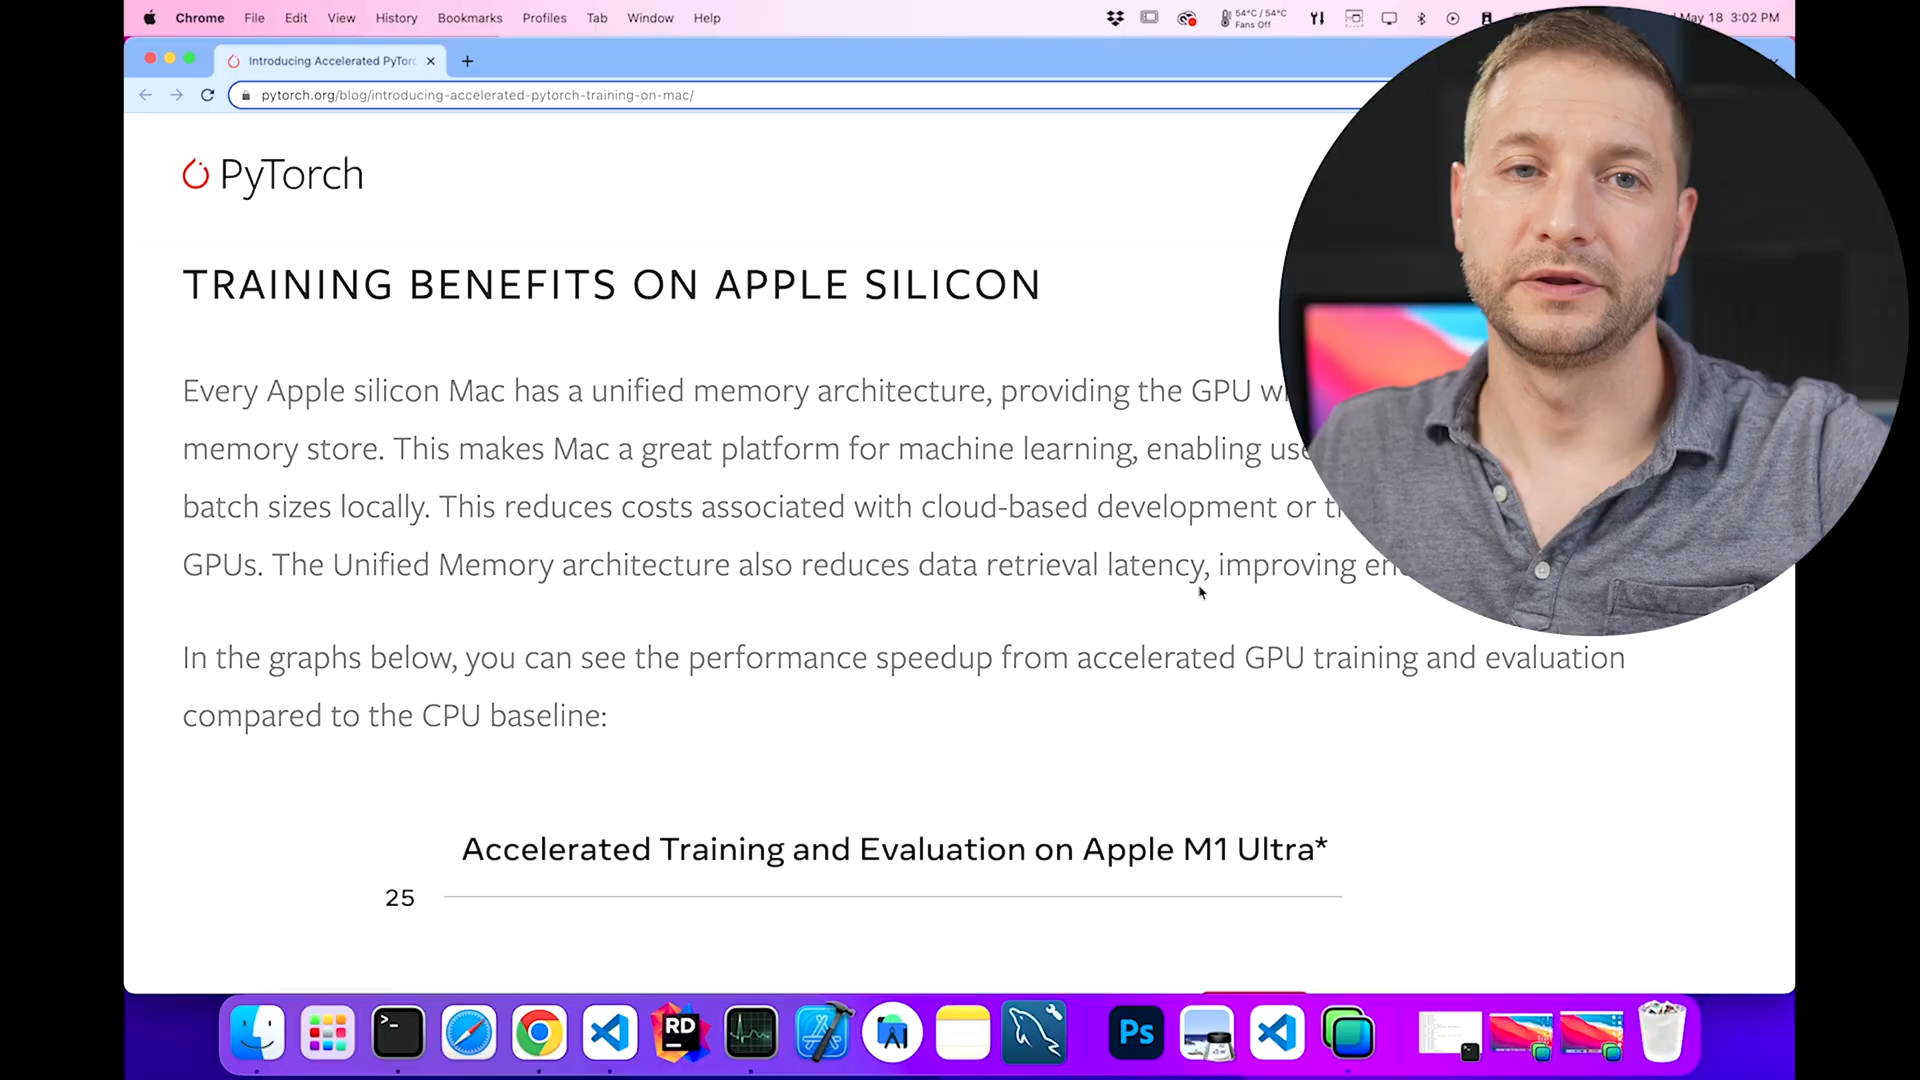 Chrome File Edit View History Bookmarks Profiles Tab Window Help
54°C / 54°C
Fans Off
May 18 3:02 PM
Introducing Accelerated PyTor
pytorch.org/blog/introducing-accelerated-pytorch-training-on-mac/
PyTorch
TRAINING BENEFITS ON APPLE SILICON
Every Apple silicon Mac has a unified memory architecture, providing the GPU
memory store. This makes Mac a great platform for machine learning, enabling
batch sizes locally. This reduces costs associated with cloud-based development or
GPUs. The Unified Memory architecture also reduces data retrieval latency, improving
In the graphs below, you can see the performance speedup from accelerated GPU training and evaluation
compared to the CPU baseline:
Accelerated Training and Evaluation on Apple M1 Ultra*
25
>_
RD
Ps